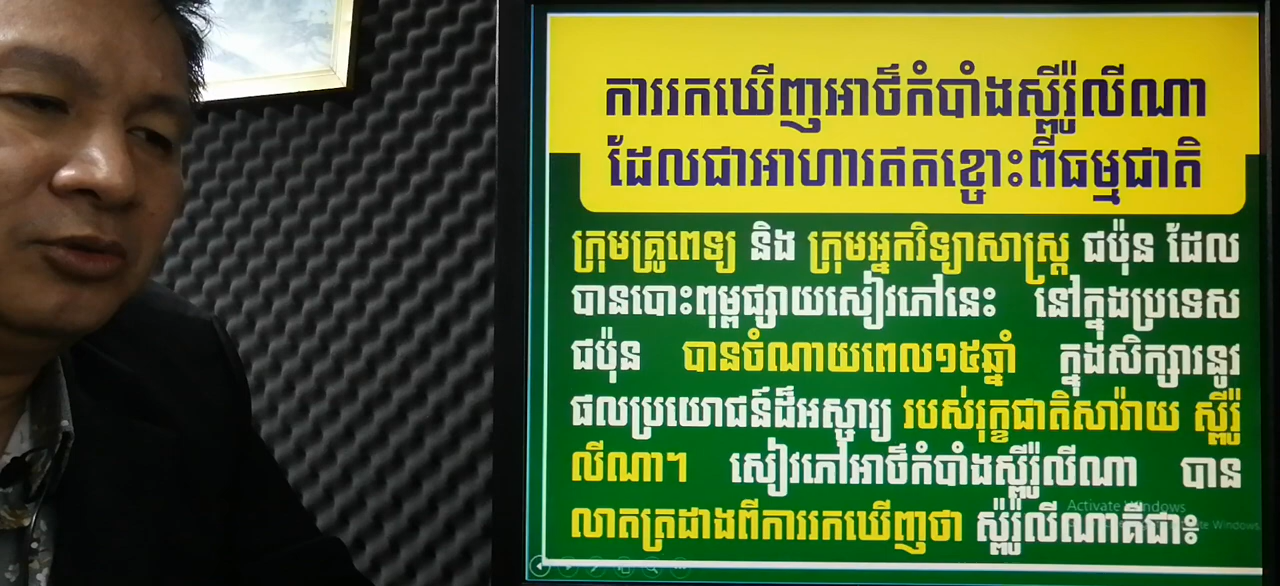 ការរកឃើញអាថ៌កំបាំងស្ពីរ៉ូលីណា
ដែលជាអាហារឥតខ្ចោះពីធម្មជាតិ
ក្រុមគ្រូពេទ្យ និង ក្រុមអ្នកវិទ្យាសាស្ត្រ ជប៉ុន ដែល
បានបោះពុម្ពផ្សាយសៀវភៅនេះ នៅក្នុងប្រទេស
ជប៉ុន បានចំណាយពេល១៥ឆ្នាំ ក្នុងសិក្សារនូវ
ផលប្រយោជន៍ដ៏អស្ចារ្យ របស់រុក្ខជាតិសារ៉ាយ ស្ពីរ៉ូ
លីណា។ សៀវភៅអាថ៌កំបាំងស្ពីរ៉ូលីណា បាន
លាតត្រដាងពីការរកឃើញថា ស្ព៉ីរ៉ូលីណាគឺជា៖
Activate Windows
te Windows.